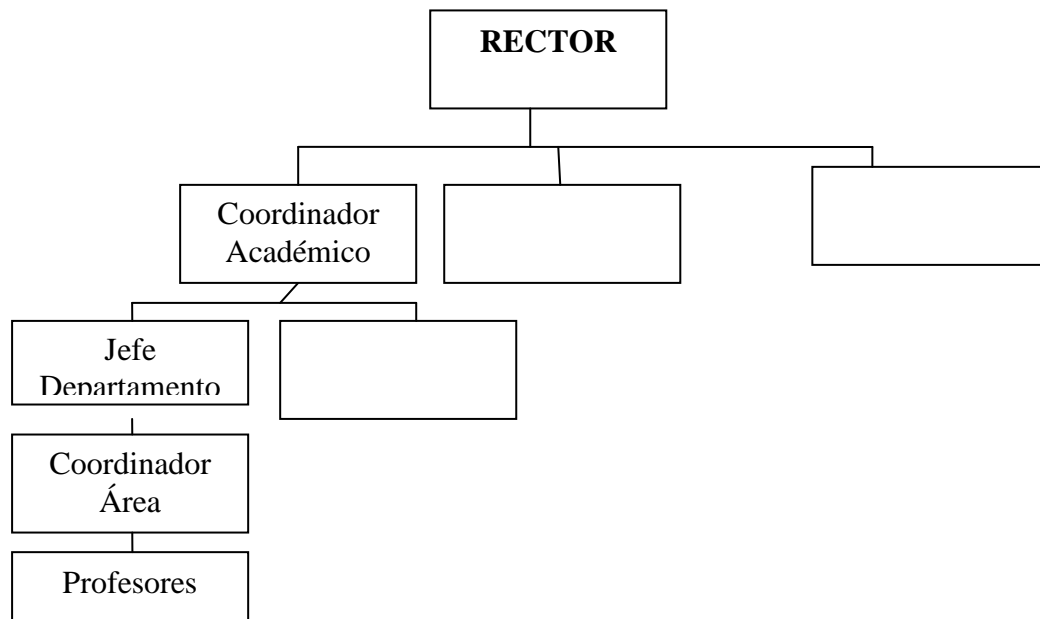 RECTOR
Coordinador
Académico
Jefe
Departamento
Coordinador
Área
Profesores